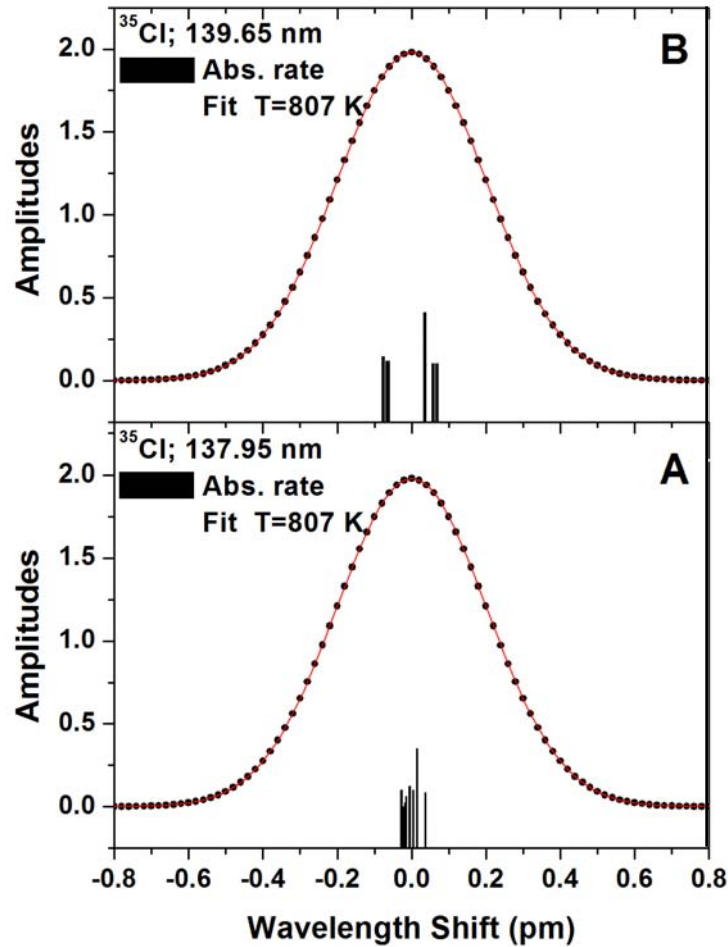 ³⁵Cl; 139.65 nm
B
Abs. rate
Fit T=807 K
Amplitudes
2.0
1.5
1.0
0.5
0.0
³⁵Cl; 137.95 nm
A
Abs. rate
Fit T=807 K
Amplitudes
2.0
1.5
1.0
0.5
0.0
-0.8 -0.6 -0.4 -0.2 0.0 0.2 0.4 0.6 0.8
Wavelength Shift (pm)